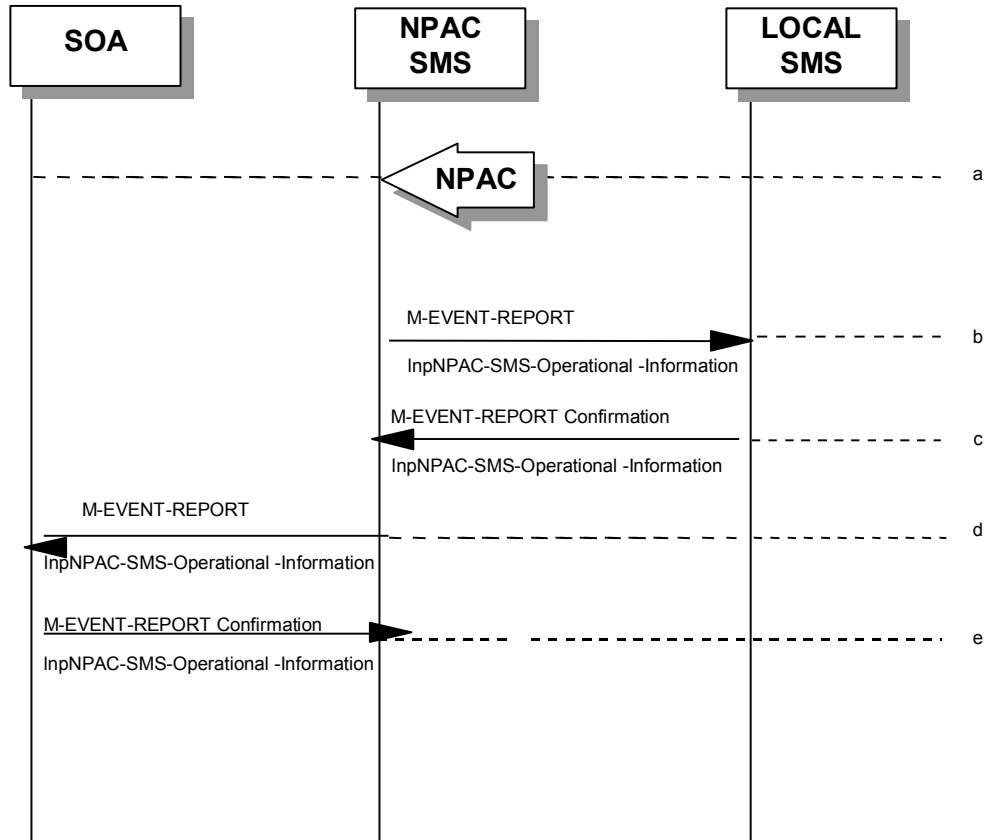 SOA
NPAC
SMS
LOCAL
SMS
NPAC
a
M-EVENT-REPORT
b
lnpNPAC-SMS-Operational -Information
M-EVENT-REPORT Confirmation
c
lnpNPAC-SMS-Operational -Information
M-EVENT-REPORT
d
lnpNPAC-SMS-Operational -Information
M-EVENT-REPORT Confirmation
e
lnpNPAC-SMS-Operational -Information